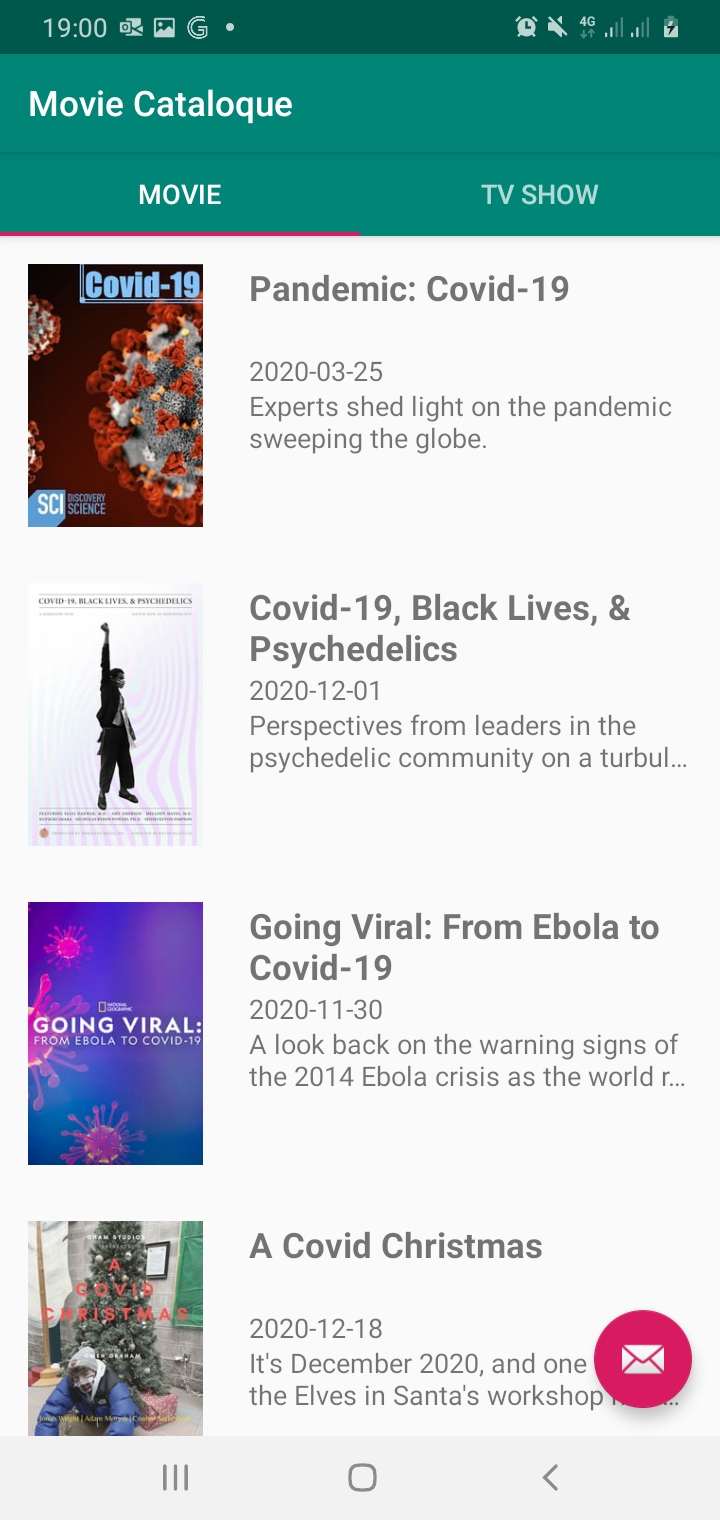 19:00
4G
Movie Cataloque
MOVIE
TV SHOW
Covid-19
SCI DISCOVERY
SCIENCE
Pandemic: Covid-19
2020-03-25
Experts shed light on the pandemic
sweeping the globe.
COVID-19, BLACK LIVES, & PSYCHEDELICS
Covid-19, Black Lives, &
Psychedelics
2020-12-01
Perspectives from leaders in the
psychedelic community on a turbul…
NATIONAL
GEOGRAPHIC
GOING VIRAL:
FROM EBOLA TO COVID-19
Going Viral: From Ebola to
Covid-19
2020-11-30
A look back on the warning signs of
the 2014 Ebola crisis as the world r…
A
COVID
CHRISTMAS
OWEN GRAHAM
A Covid Christmas
2020-12-18
It's December 2020, and one
the Elves in Santa's workshop